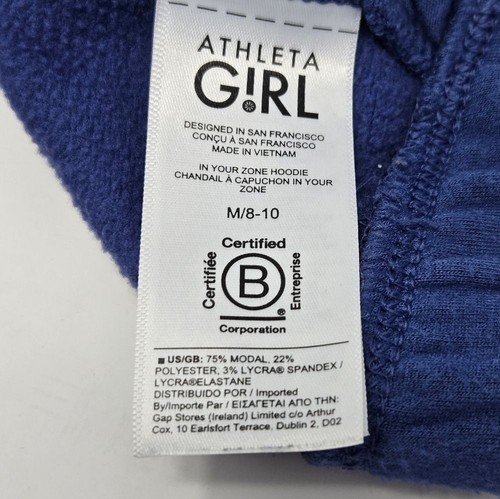 ATHLETA
GIRL
DESIGNED IN SAN FRANCISCO
CONÇU À SAN FRANCISCO
MADE IN VIETNAM
IN YOUR ZONE HOODIE
CHANDAIL À CAPUCHON IN YOUR
ZONE
M/8-10
Certified
Certifiée
B
Entreprise
®
Corporation
■ US/GB: 75% MODAL, 22%
POLYESTER, 3% LYCRA® SPANDEX /
LYCRA®ELASTANE
DISTRIBUIDO POR / Imported
By/Importe Par / ΕΙΣΑΓΕΤΑΙ ΑΠΟ ΤΗΝ:
Gap Stores (Ireland) Limited c/o Arthur
Cox, 10 Earlsfort Terrace, Dublin 2, D02